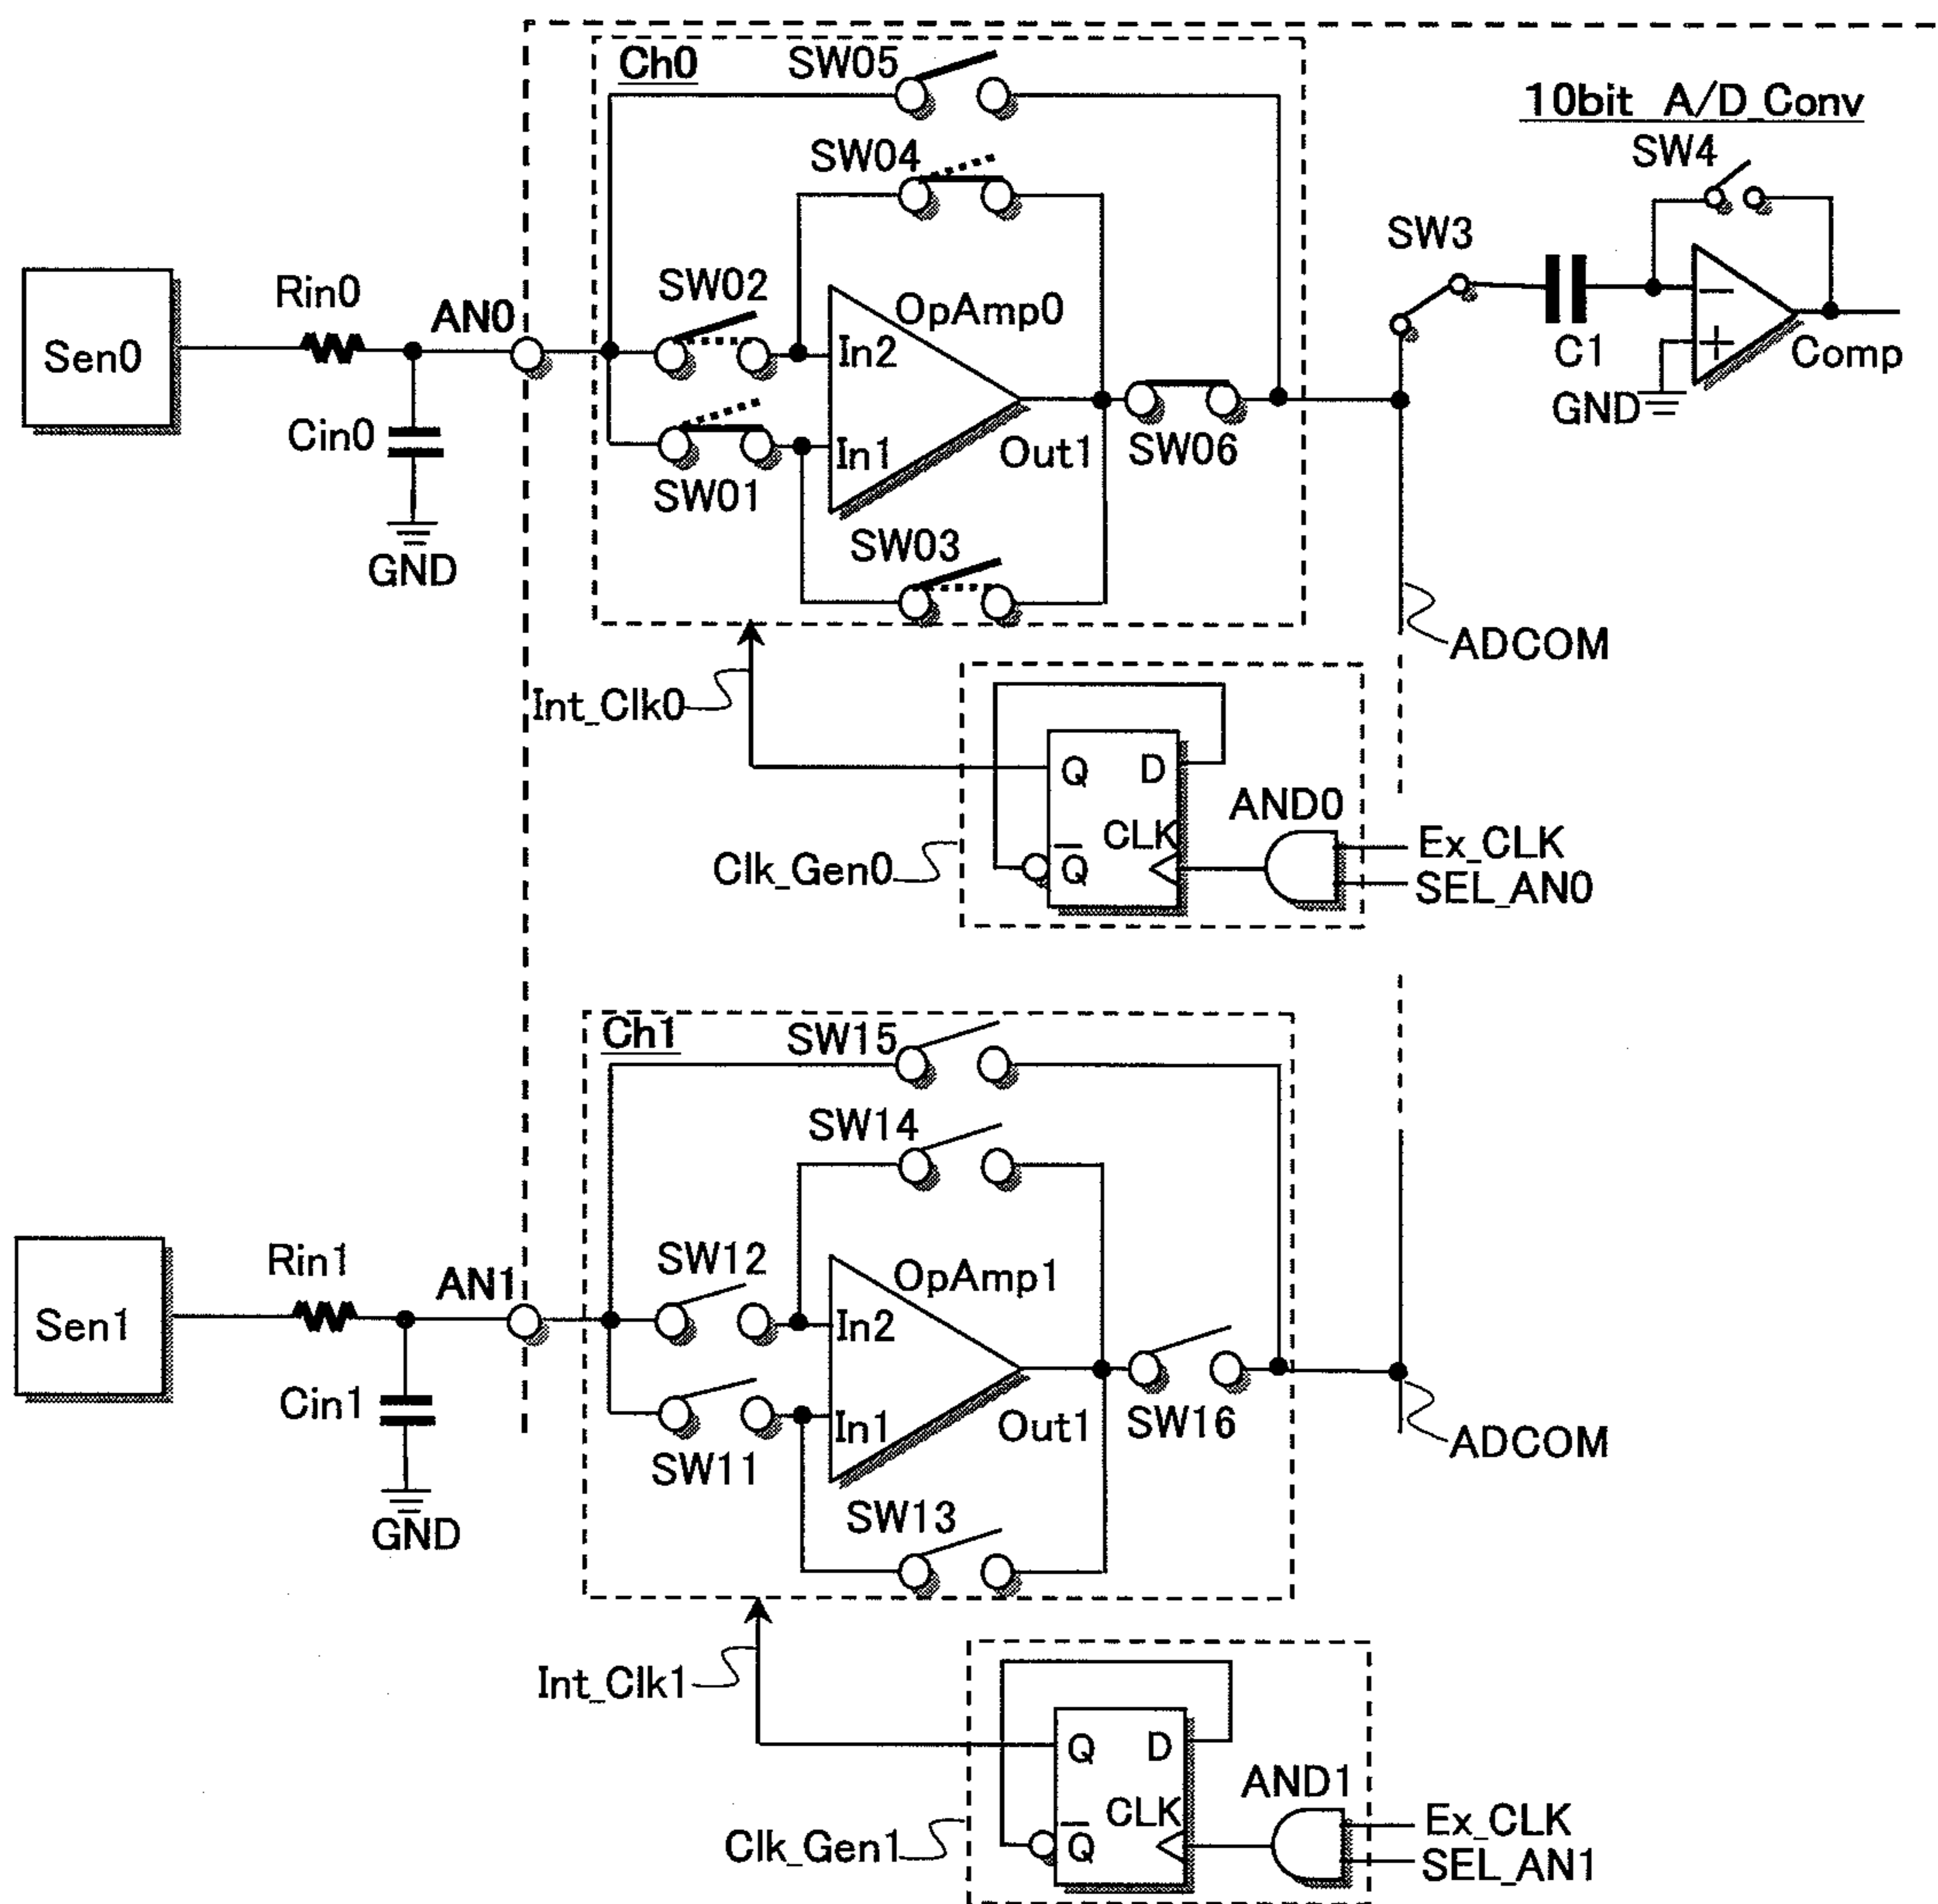 Ch0
SW05
10bit A/D_Conv
SW04
SW4
SW3
Rin0
SW02
OpAmp0
AN0
Sen0
In2
C1
Comp
Cin0
In1
Out1
SW06
GND
SW01
SW03
GND
ADCOM
Int_Clk0
Q
D
AND0
CLK
Ex_CLK
Clk_Gen0
Q
SEL_AN0
Ch1
SW15
SW14
Rin1
SW12
OpAmp1
AN1
Sen1
In2
Cin1
In1
Out1
SW16
ADCOM
SW11
SW13
GND
Int_Clk1
Q
D
AND1
CLK
Ex_CLK
Clk_Gen1
Q
SEL_AN1